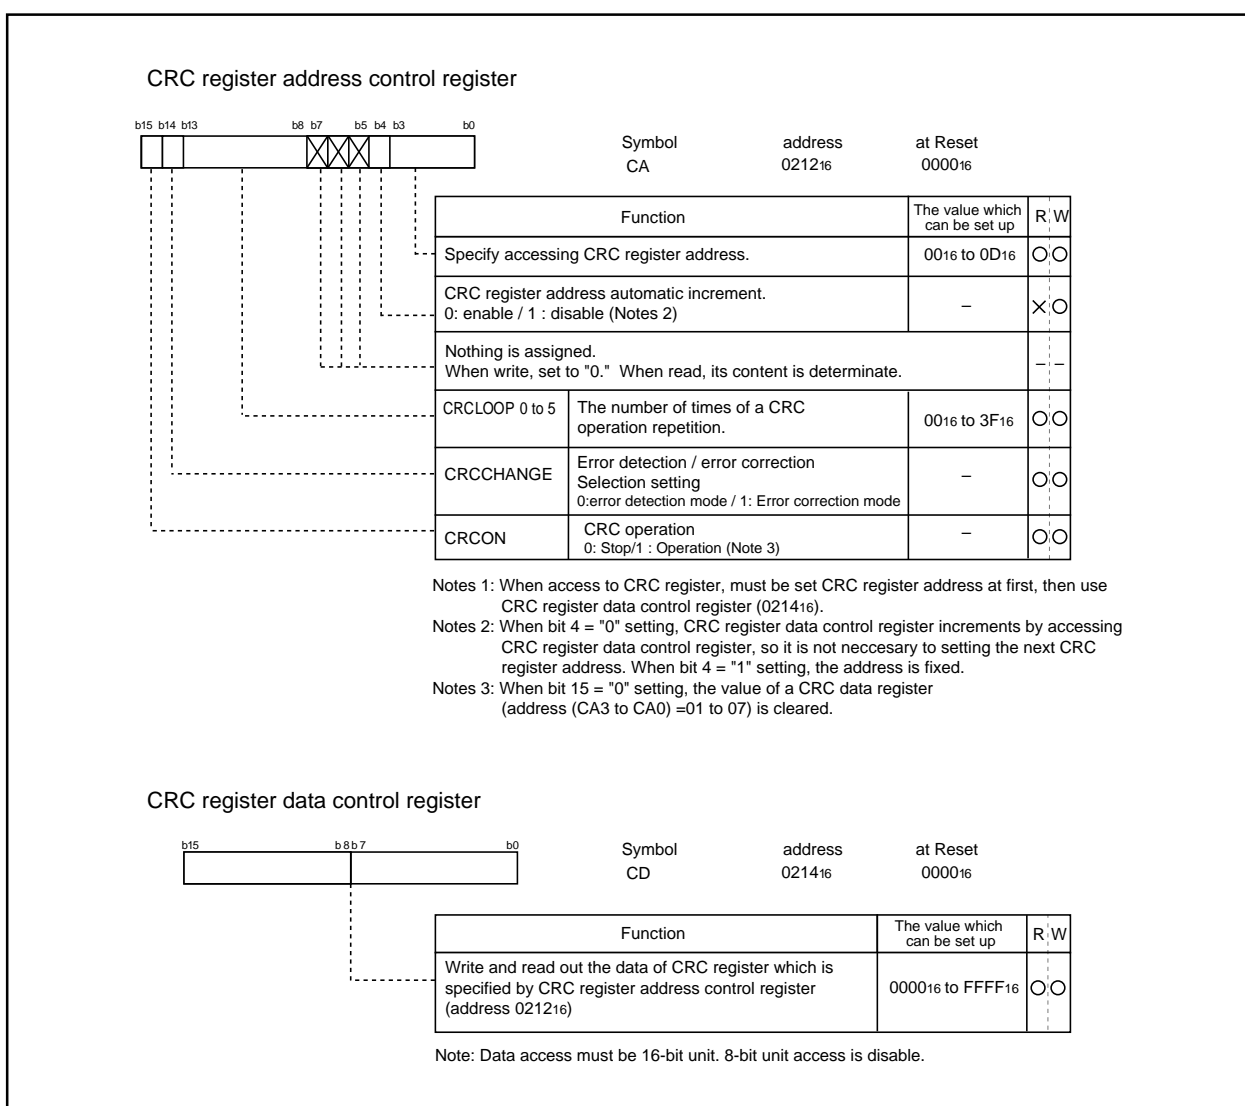 CRC register address control register
b15 b14 b13 b8 b7 b5 b4 b3 b0
Symbol address at Reset
CA 021216 000016
Function The value which can be set up R W
Specify accessing CRC register address. 0016 to 0D16
CRC register address automatic increment.
0: enable / 1 : disable (Notes 2) –
Nothing is assigned.
When write, set to "0." When read, its content is determinate. – –
CRCLOOP 0 to 5 The number of times of a CRC
operation repetition. 0016 to 3F16
CRCCHANGE Error detection / error correction
Selection setting –
0:error detection mode / 1: Error correction mode
CRCON CRC operation –
0: Stop/1 : Operation (Note 3)
Notes 1: When access to CRC register, must be set CRC register address at first, then use
CRC register data control register (021416).
Notes 2: When bit 4 = "0" setting, CRC register data control register increments by accessing
CRC register data control register, so it is not neccesary to setting the next CRC
register address. When bit 4 = "1" setting, the address is fixed.
Notes 3: When bit 15 = "0" setting, the value of a CRC data register
(address (CA3 to CA0) =01 to 07) is cleared.
CRC register data control register
b15 b 8 b 7 b0
Symbol address at Reset
CD 021416 000016
Function The value which can be set up R W
Write and read out the data of CRC register which is
specified by CRC register address control register 000016 to FFFF16
(address 021216)
Note: Data access must be 16-bit unit. 8-bit unit access is disable.